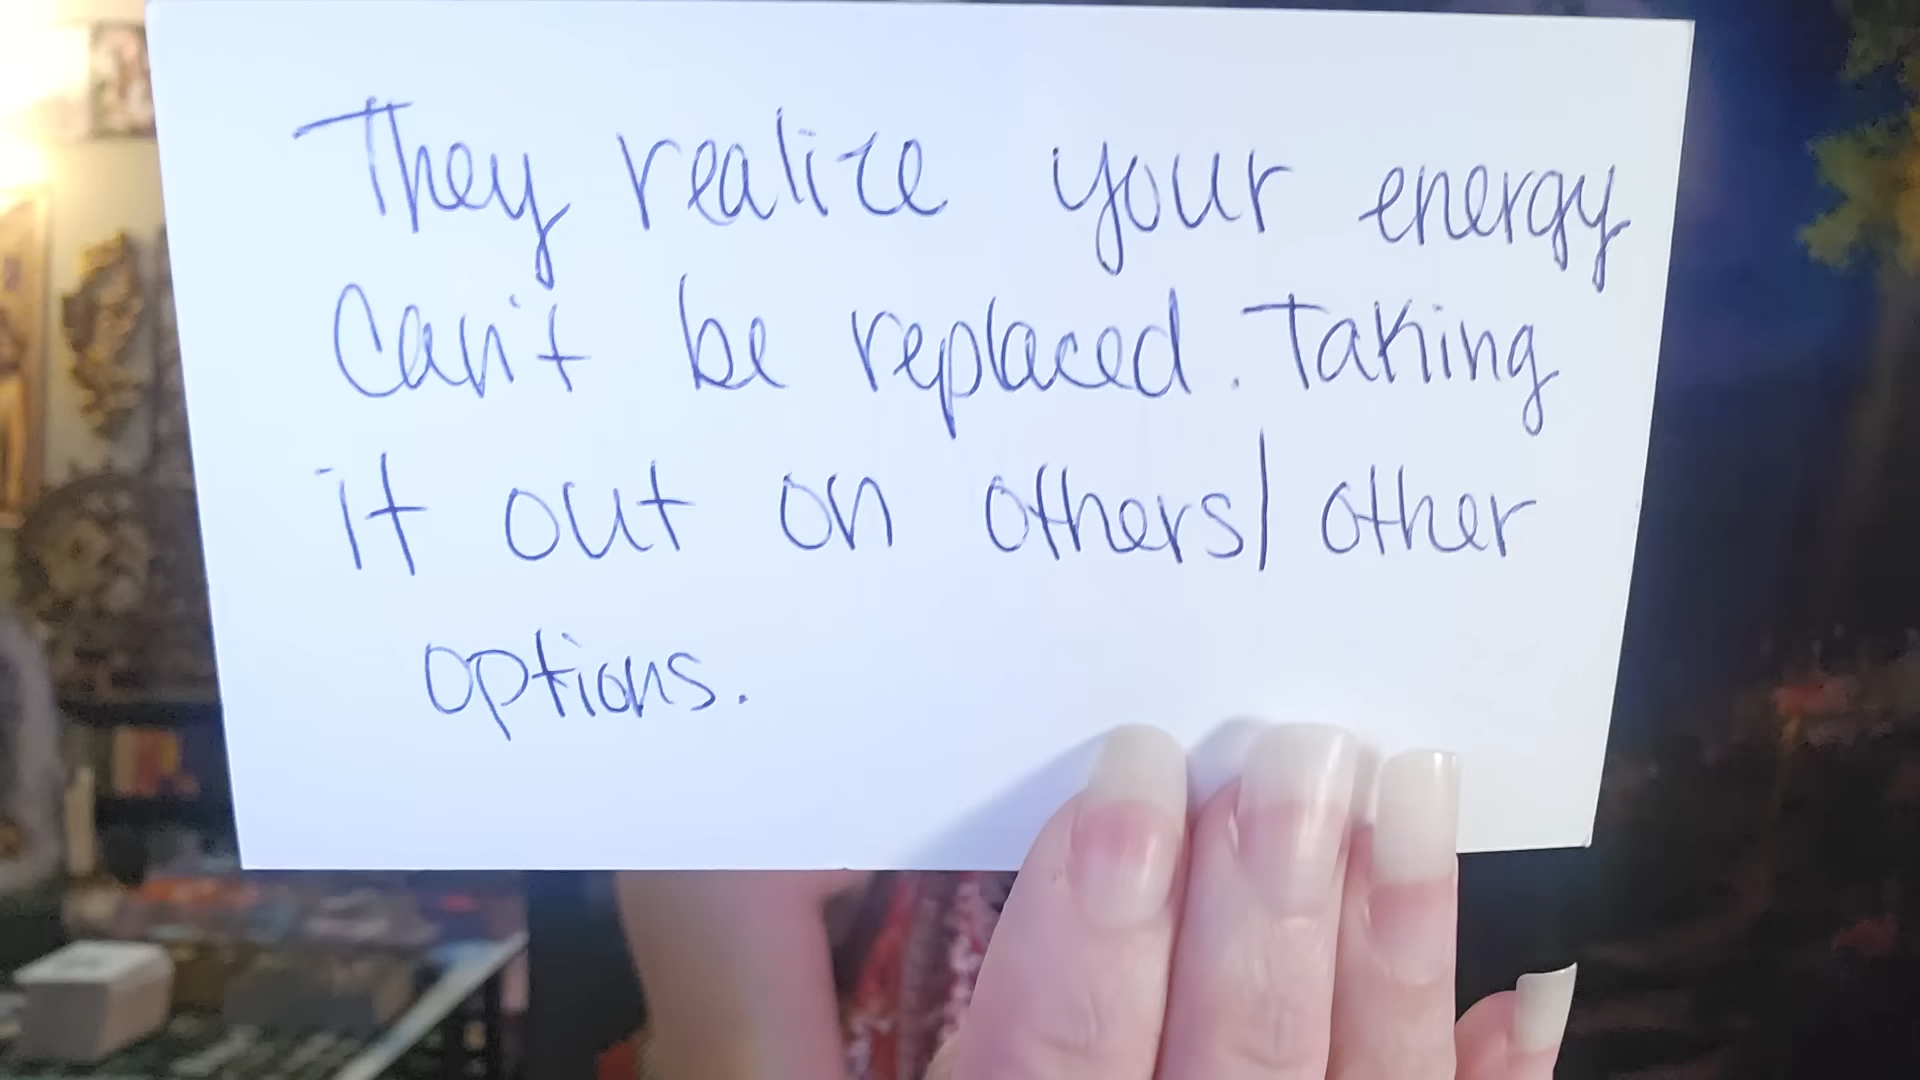 They realize your energy
can't be replaced. Taking
it out on others/ other
options.